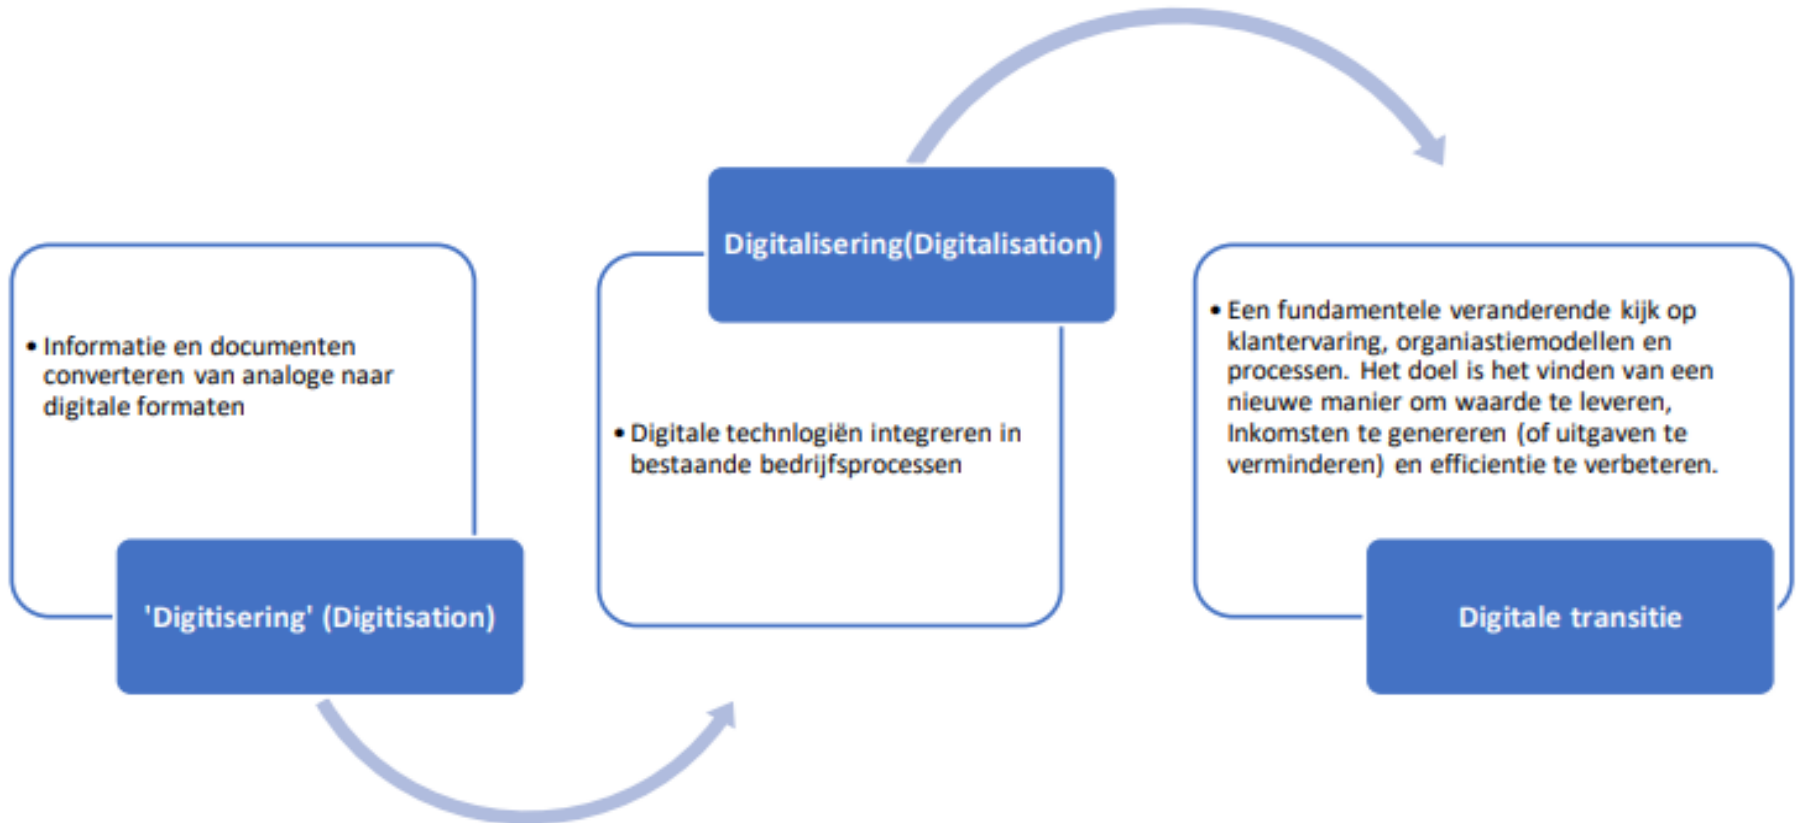 • Informatie en documenten
converteren van analoge naar
digitale formaten
'Digitisering' (Digitisation)
Digitalisering(Digitalisation)
• Digitale technlogiën integreren in
bestaande bedrijfsprocessen
• Een fundamentele veranderende kijk op
klantervaring, organiastiemodellen en
processen. Het doel is het vinden van een
nieuwe manier om waarde te leveren,
Inkomsten te genereren (of uitgaven te
verminderen) en efficientie te verbeteren.
Digitale transitie